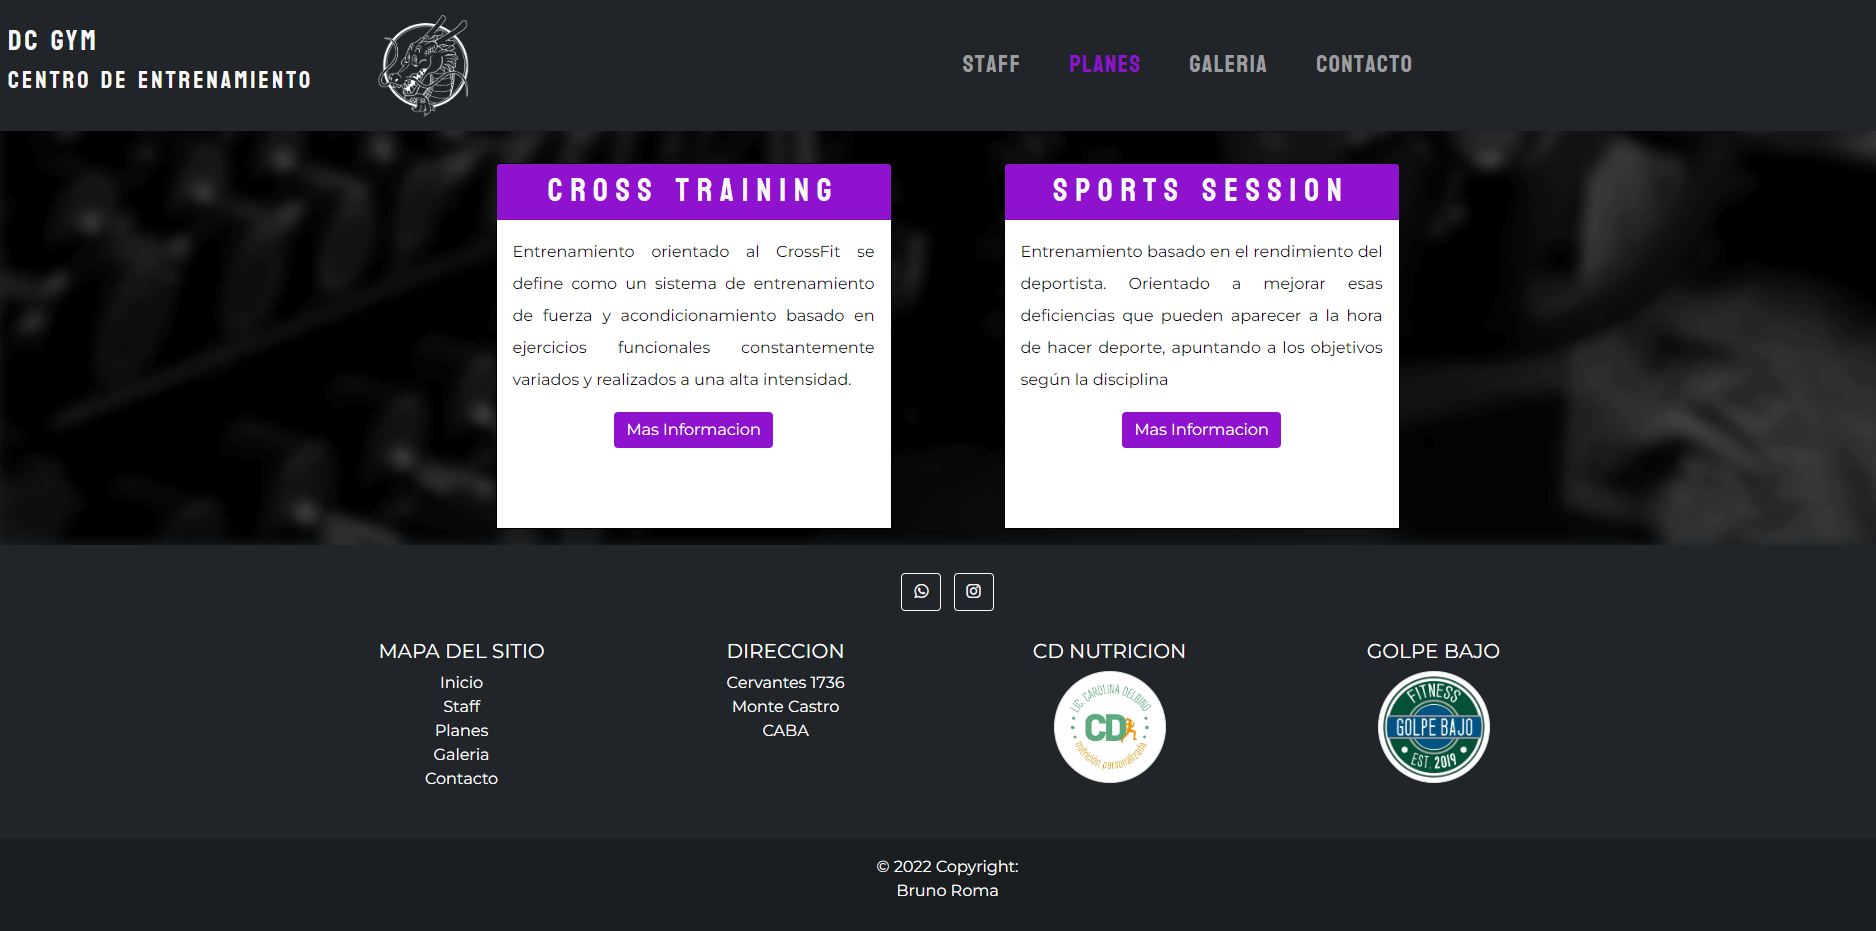 DC GYM
CENTRO DE ENTRENAMIENTO
STAFF
PLANES
GALERIA
CONTACTO
CROSS TRAINING
Entrenamiento orientado al CrossFit se
define como un sistema de entrenamiento
de fuerza y acondicionamiento basado en
ejercicios funcionales constantemente
variados y realizados a una alta intensidad.
Mas Informacion
SPORTS SESSION
Entrenamiento basado en el rendimiento del
deportista. Orientado a mejorar esas
deficiencias que pueden aparecer a la hora
de hacer deporte, apuntando a los objetivos
según la disciplina
Mas Informacion
MAPA DEL SITIO
Inicio
Staff
Planes
Galeria
Contacto
DIRECCION
Cervantes 1736
Monte Castro
CABA
CD NUTRICION
LIC. CAROLINA DELBINO
CD
nutrición personalizada
GOLPE BAJO
FITNESS
GOLPE BAJO
EST. 2019
© 2022 Copyright:
Bruno Roma